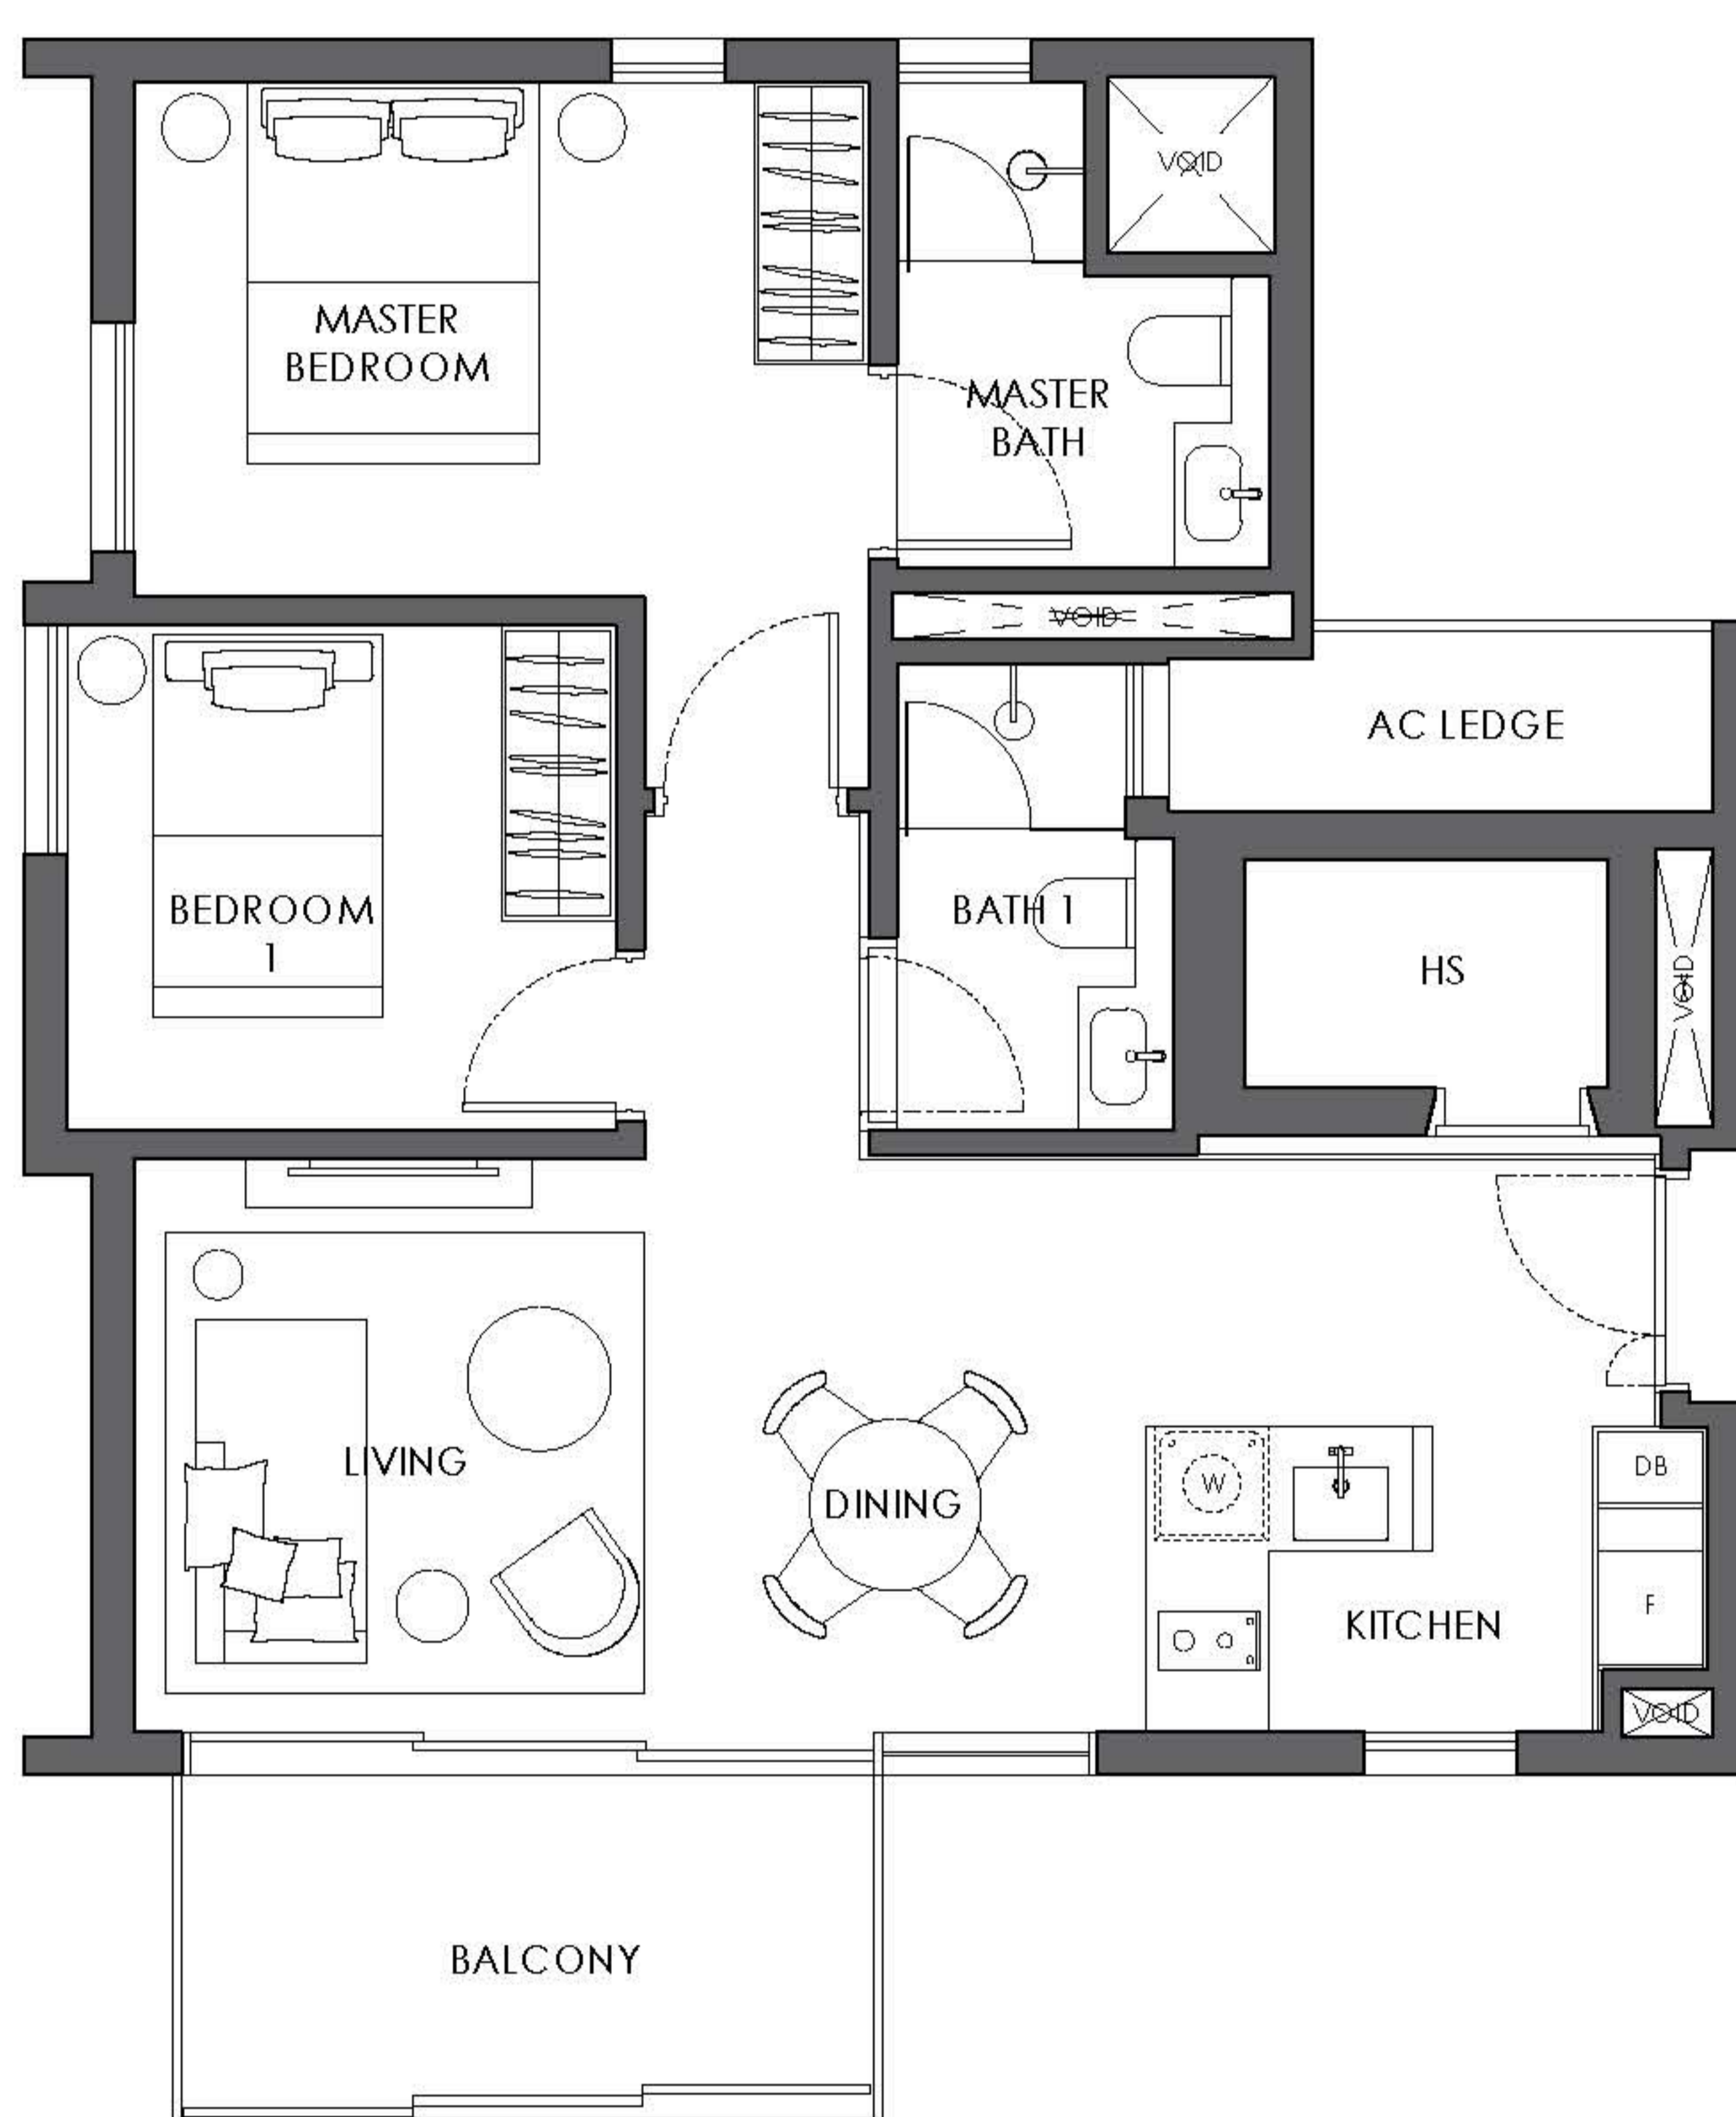 VOID
MASTER
BEDROOM
MASTER
BATH
VOID
AC LEDGE
BEDROOM
1
BATH 1
HS
VOID
LIVING
DINING
W
DB
F
KITCHEN
VOID
BALCONY